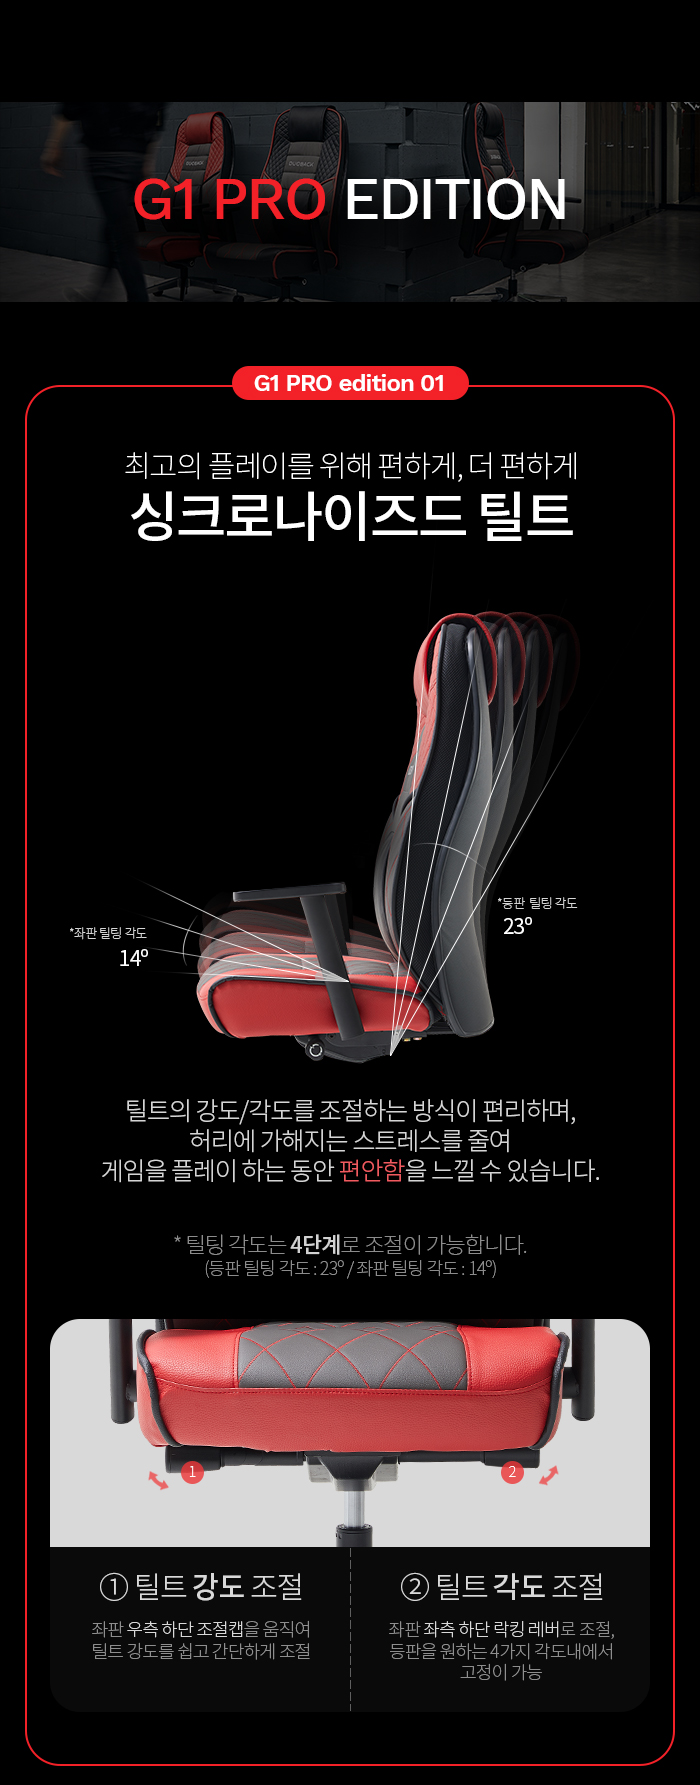 DUOBACK
DUOBACK
G1 PRO EDITION
G1 PRO edition 01
최고의 플레이를 위해 편하게, 더 편하게
싱크로나이즈드 틸트
*등판 틸팅 각도
23º
*좌판 틸팅 각도
14º
틸트의 강도/각도를 조절하는 방식이 편리하며,
허리에 가해지는 스트레스를 줄여
게임을 플레이 하는 동안 편안함을 느낄 수 있습니다.
* 틸팅 각도는 4단계로 조절이 가능합니다.
(등판 틸팅 각도 : 23º / 좌판 틸팅 각도 : 14º)
1
2
① 틸트 강도 조절
좌판 우측 하단 조절캡을 움직여
틸트 강도를 쉽고 간단하게 조절
② 틸트 각도 조절
좌판 좌측 하단 락킹 레버로 조절,
등판을 원하는 4가지 각도내에서
고정이 가능